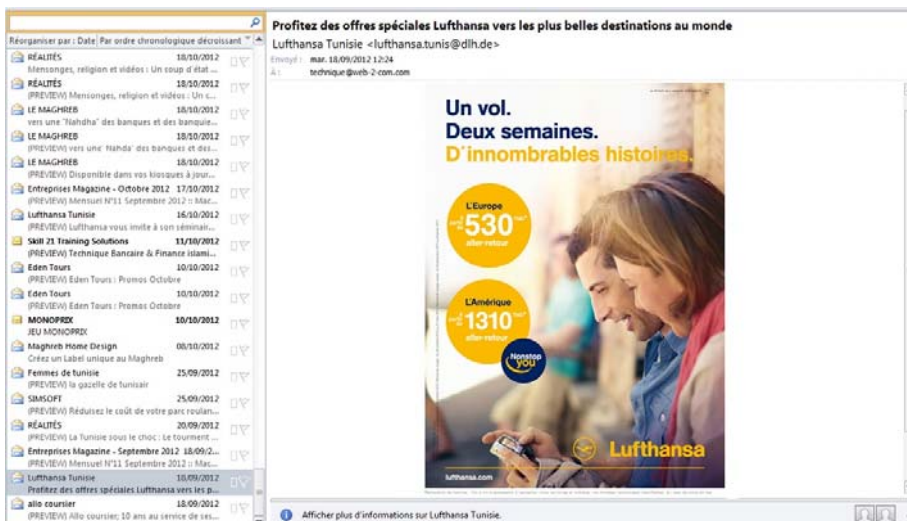 Réorganiser par : Date Par ordre chronologique décroissant
RÉALITÉS 18/10/2012
Mensonges, religion et vidéos : Un coup d'état ...
RÉALITÉS 18/10/2012
(PREVIEW) Mensonges, religion et vidéos : Un c...
LE MAGHREB 18/10/2012
vers une "Nahdha" des banques et des banquie...
LE MAGHREB 18/10/2012
(PREVIEW) vers une 'Nahda' des banques et des...
LE MAGHREB 18/10/2012
(PREVIEW) Disponible dans vos kiosques à jour...
Entreprises Magazine - Octobre 2012 17/10/2012
(PREVIEW) Mensuel N°11 Septembre 2012 :: Mac...
Lufthansa Tunisie 16/10/2012
(PREVIEW) Lufthansa vous invite à son séminair...
Skill 21 Training Solutions 11/10/2012
(PREVIEW) Technique Bancaire & Finance islami...
Eden Tours 10/10/2012
(PREVIEW) Eden Tours : Promos Octobre
Eden Tours 10/10/2012
(PREVIEW) Eden Tours : Promos Octobre
MONOPRIX 10/10/2012
JEU MONOPRIX
Maghreb Home Design 08/10/2012
Créez un Label unique au Maghreb
Femmes de tunisie 25/09/2012
(PREVIEW) la gazelle de tunisair
SIMSOFT 25/09/2012
(PREVIEW) Réduisez le coût de votre parc roulan...
RÉALITÉS 20/09/2012
(PREVIEW) La Tunisie sous le choc : Le tourment ...
Entreprises Magazine - Septembre 2012 18/09/2...
(PREVIEW) Mensuel N°11 Septembre 2012 :: Mac...
Lufthansa Tunisie 18/09/2012
Profitez des offres spéciales Lufthansa vers les p...
allo coursier 18/09/2012
(PREVIEW) Allo coursier; 10 ans au service de ses...
Profitez des offres spéciales Lufthansa vers les plus belles destinations au monde
Lufthansa Tunisie <lufthansa.tunis@dlh.de>
Envoyé : mar. 18/09/2012 12:24
À : technique@web-2-com.com
Un vol.
Deux semaines.
D'innombrables histoires.
L'Europe
530
aller-retour
L'Amérique
1310
aller-retour
Nonstop
you
Lufthansa
lufthansa.com
Afficher plus d'informations sur Lufthansa Tunisie.